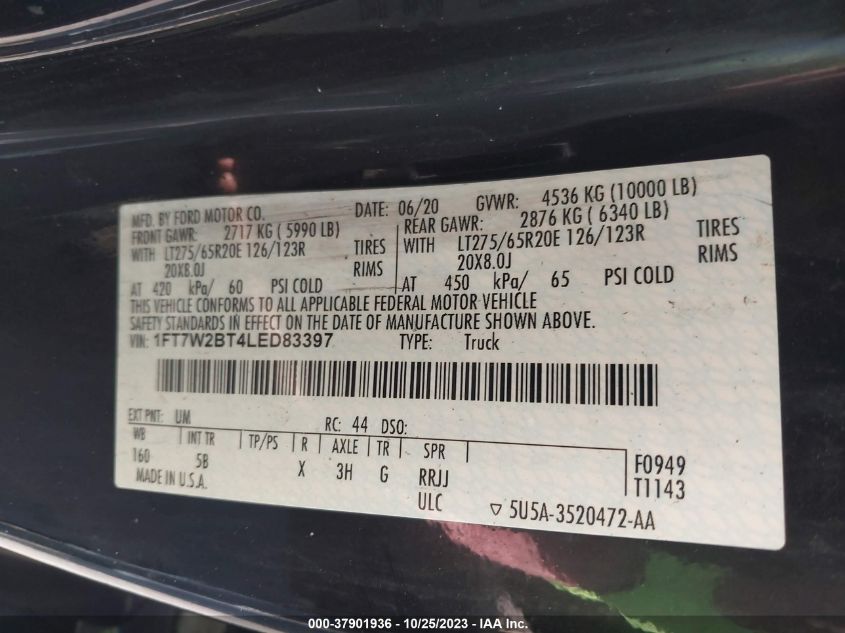 MFD. BY FORD MOTOR CO.
DATE: 06/20 GVWR: 4536 KG (10000 LB)
FRONT GAWR: 2717 KG ( 5990 LB)
REAR GAWR: 2876 KG ( 6340 LB)
WITH LT275/65R20E 126/123R TIRES
WITH LT275/65R20E 126/123R TIRES
20X8.0J RIMS
20X8.0J RIMS
AT 420 kPa/ 60 PSI COLD
AT 450 kPa/ 65 PSI COLD
THIS VEHICLE CONFORMS TO ALL APPLICABLE FEDERAL MOTOR VEHICLE
SAFETY STANDARDS IN EFFECT ON THE DATE OF MANUFACTURE SHOWN ABOVE.
VIN: 1FT7W2BT4LED83397 TYPE: Truck
EXT PNT: UM RC: 44 DSO:
WB INT TR TP/PS R AXLE TR SPR
160 5B X 3H G RRJJ
F0949
MADE IN U.S.A. ULC
T1143
▽ 5U5A-3520472-AA
000-37901936 • 10/25/2023 • IAA Inc.